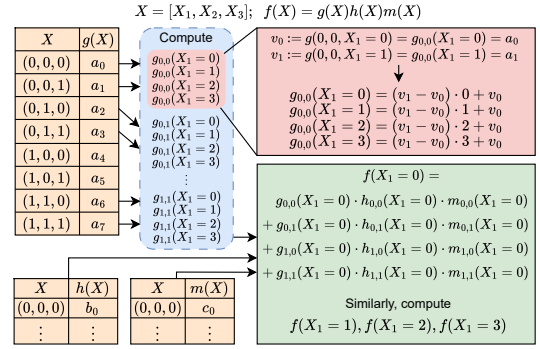 X = [X₁, X₂, X₃]; f(X) = g(X)h(X)m(X)
X g(X)
(0, 0, 0) a₀
(0, 0, 1) a₁
(0, 1, 0) a₂
(0, 1, 1) a₃
(1, 0, 0) a₄
(1, 0, 1) a₅
(1, 1, 0) a₆
(1, 1, 1) a₇
Compute
g₀,₀(X₁ = 0)
g₀,₀(X₁ = 1)
g₀,₀(X₁ = 2)
g₀,₀(X₁ = 3)
g₀,₁(X₁ = 0)
g₀,₁(X₁ = 1)
g₀,₁(X₁ = 2)
g₀,₁(X₁ = 3)
⋮
g₁,₁(X₁ = 0)
g₁,₁(X₁ = 1)
g₁,₁(X₁ = 2)
g₁,₁(X₁ = 3)
v₀ := g(0, 0, X₁ = 0) = g₀,₀(X₁ = 0) = a₀
v₁ := g(0, 0, X₁ = 1) = g₀,₀(X₁ = 1) = a₁
g₀,₀(X₁ = 0) = (v₁ − v₀) · 0 + v₀
g₀,₀(X₁ = 1) = (v₁ − v₀) · 1 + v₀
g₀,₀(X₁ = 2) = (v₁ − v₀) · 2 + v₀
g₀,₀(X₁ = 3) = (v₁ − v₀) · 3 + v₀
f(X₁ = 0) =
g₀,₀(X₁ = 0) · h₀,₀(X₁ = 0) · m₀,₀(X₁ = 0)
+ g₀,₁(X₁ = 0) · h₀,₁(X₁ = 0) · m₀,₁(X₁ = 0)
+ g₁,₀(X₁ = 0) · h₁,₀(X₁ = 0) · m₁,₀(X₁ = 0)
+ g₁,₁(X₁ = 0) · h₁,₁(X₁ = 0) · m₁,₁(X₁ = 0)
Similarly, compute
f(X₁ = 1), f(X₁ = 2), f(X₁ = 3)
X h(X)
(0, 0, 0) b₀
⋮ ⋮
X m(X)
(0, 0, 0) c₀
⋮ ⋮